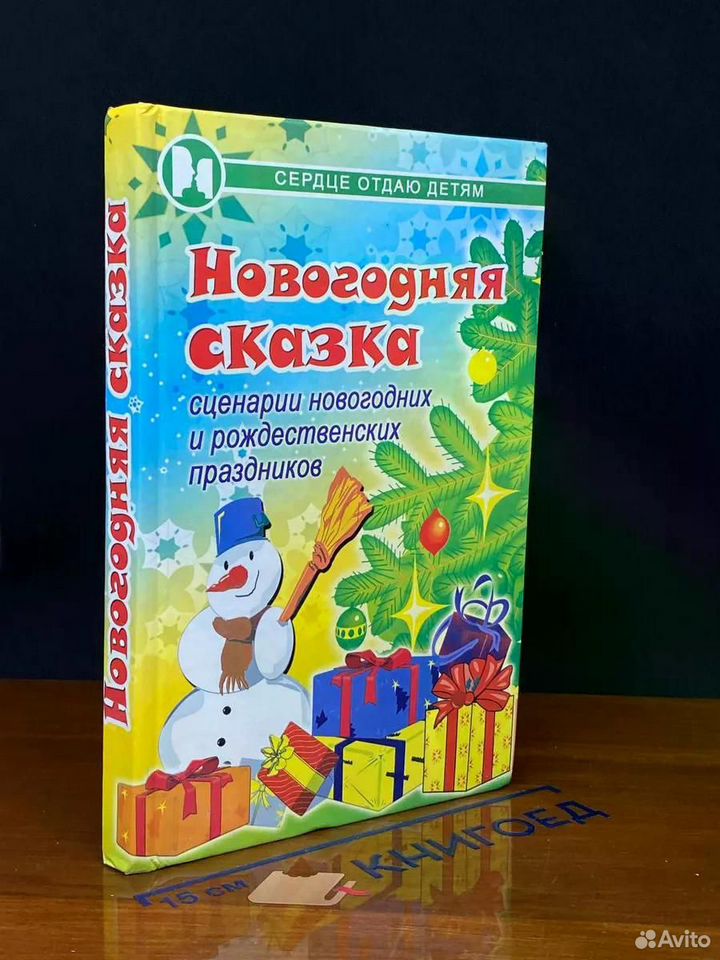 СЕРДЦЕ ОТДАЮ ДЕТЯМ
Новогодняя
сказка
сценарии новогодних
и рождественских
праздников
Новогодняя сказка
15 см
КНИГОЕД
Avito